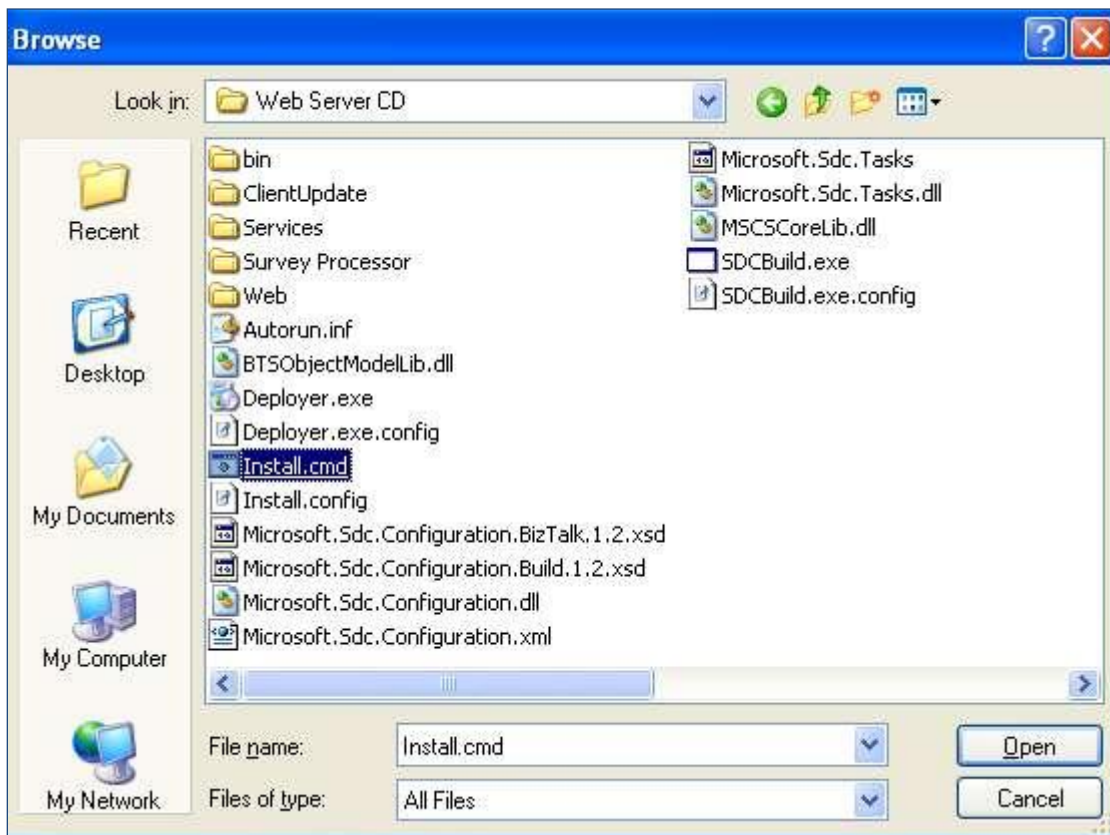 Browse
?
X
Look in:
Web Server CD
Recent
Desktop
My Documents
My Computer
My Network
bin
ClientUpdate
Services
Survey Processor
Web
Autorun.inf
BTSObjectModelLib.dll
Deployer.exe
Deployer.exe.config
Install.cmd
Install.config
Microsoft.Sdc.Configuration.BizTalk.1.2.xsd
Microsoft.Sdc.Configuration.Build.1.2.xsd
Microsoft.Sdc.Configuration.dll
Microsoft.Sdc.Configuration.xml
Microsoft.Sdc.Tasks
Microsoft.Sdc.Tasks.dll
MSCSCoreLib.dll
SDCBuild.exe
SDCBuild.exe.config
File name:
Install.cmd
Open
Files of type:
All Files
Cancel